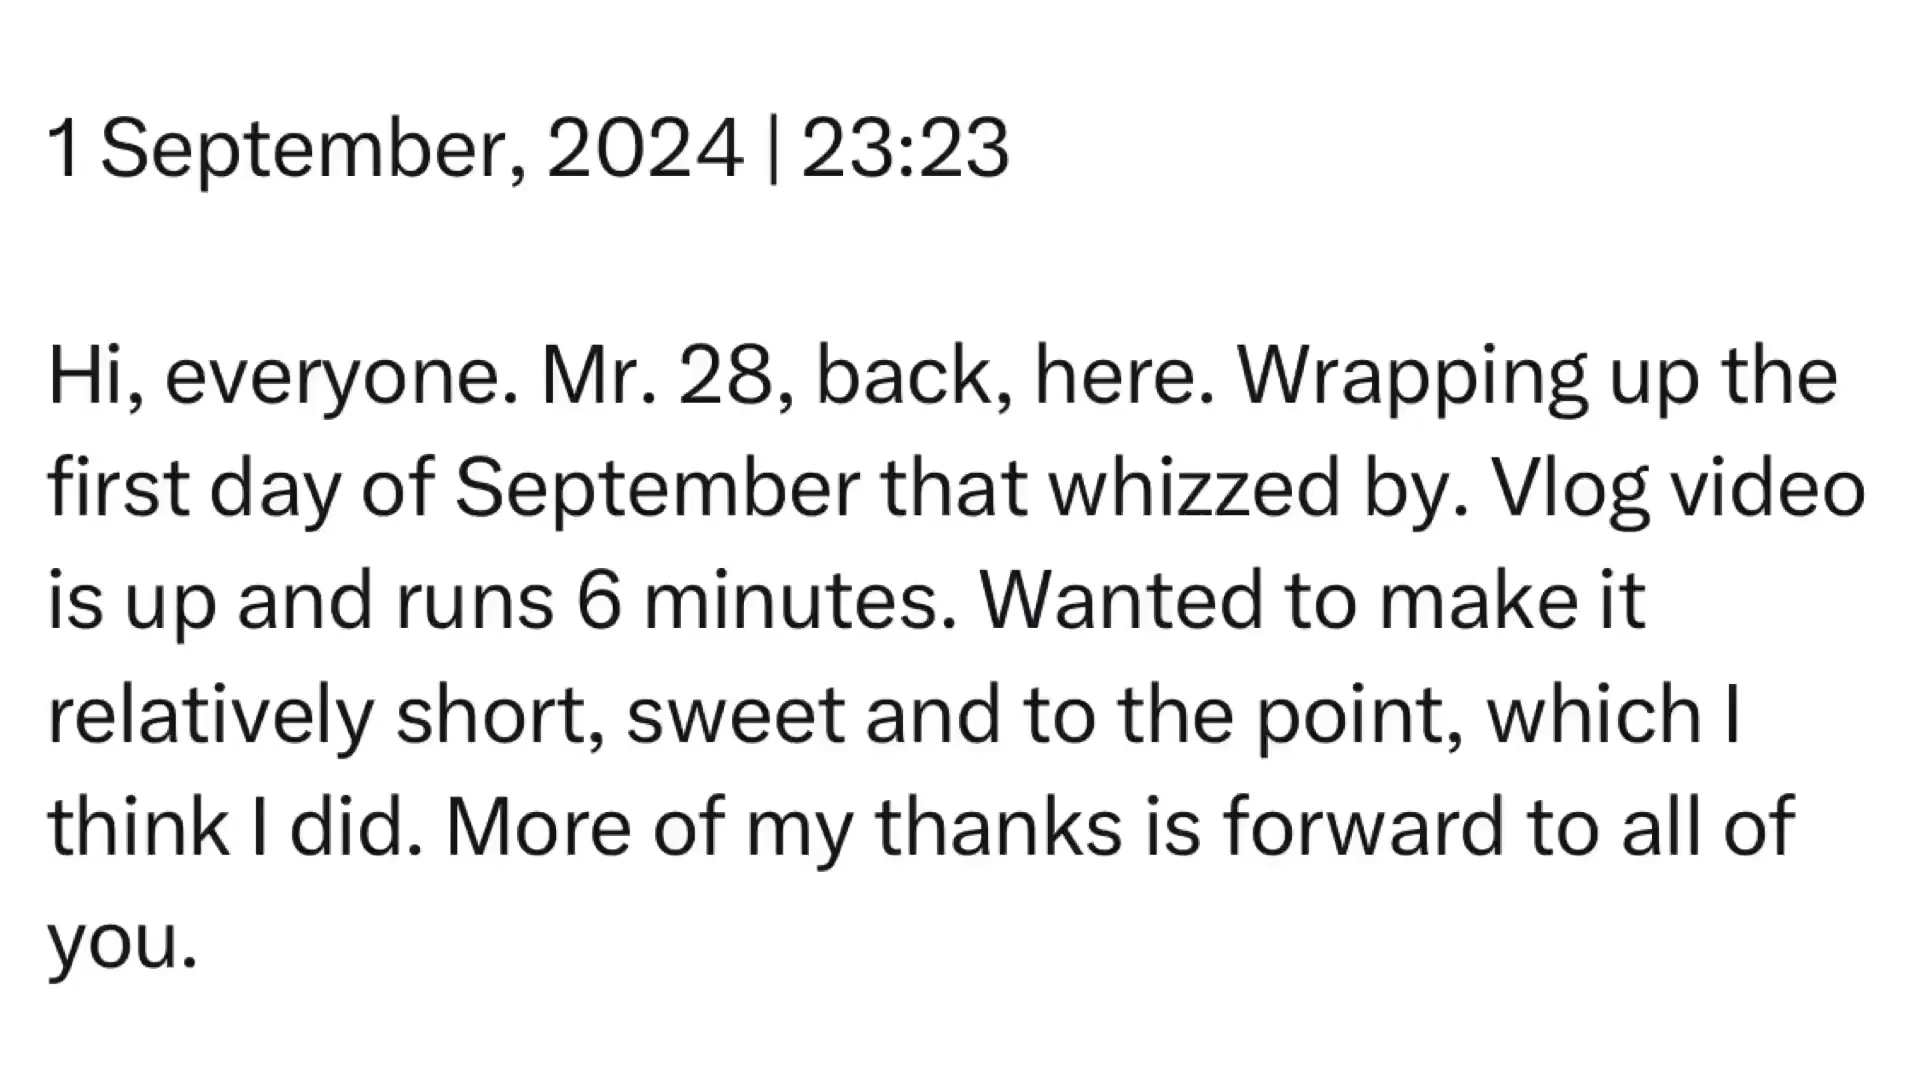 1 September, 2024 | 23:23
Hi, everyone. Mr. 28, back, here. Wrapping up the
first day of September that whizzed by. Vlog video
is up and runs 6 minutes. Wanted to make it
relatively short, sweet and to the point, which I
think I did. More of my thanks is forward to all of
you.